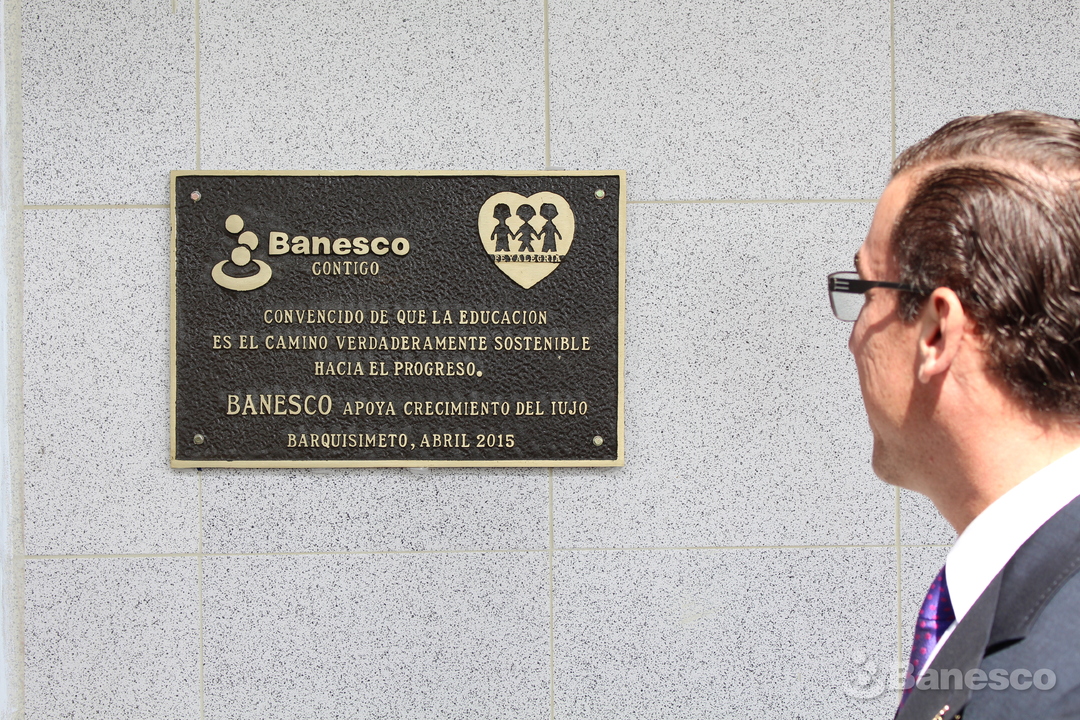 Banesco
CONTIGO
FE Y ALEGRIA
CONVENCIDO DE QUE LA EDUCACION
ES EL CAMINO VERDADERAMENTE SOSTENIBLE
HACIA EL PROGRESO.
BANESCO APOYA CRECIMIENTO DEL IUJO
BARQUISIMETO, ABRIL 2015
Banesco